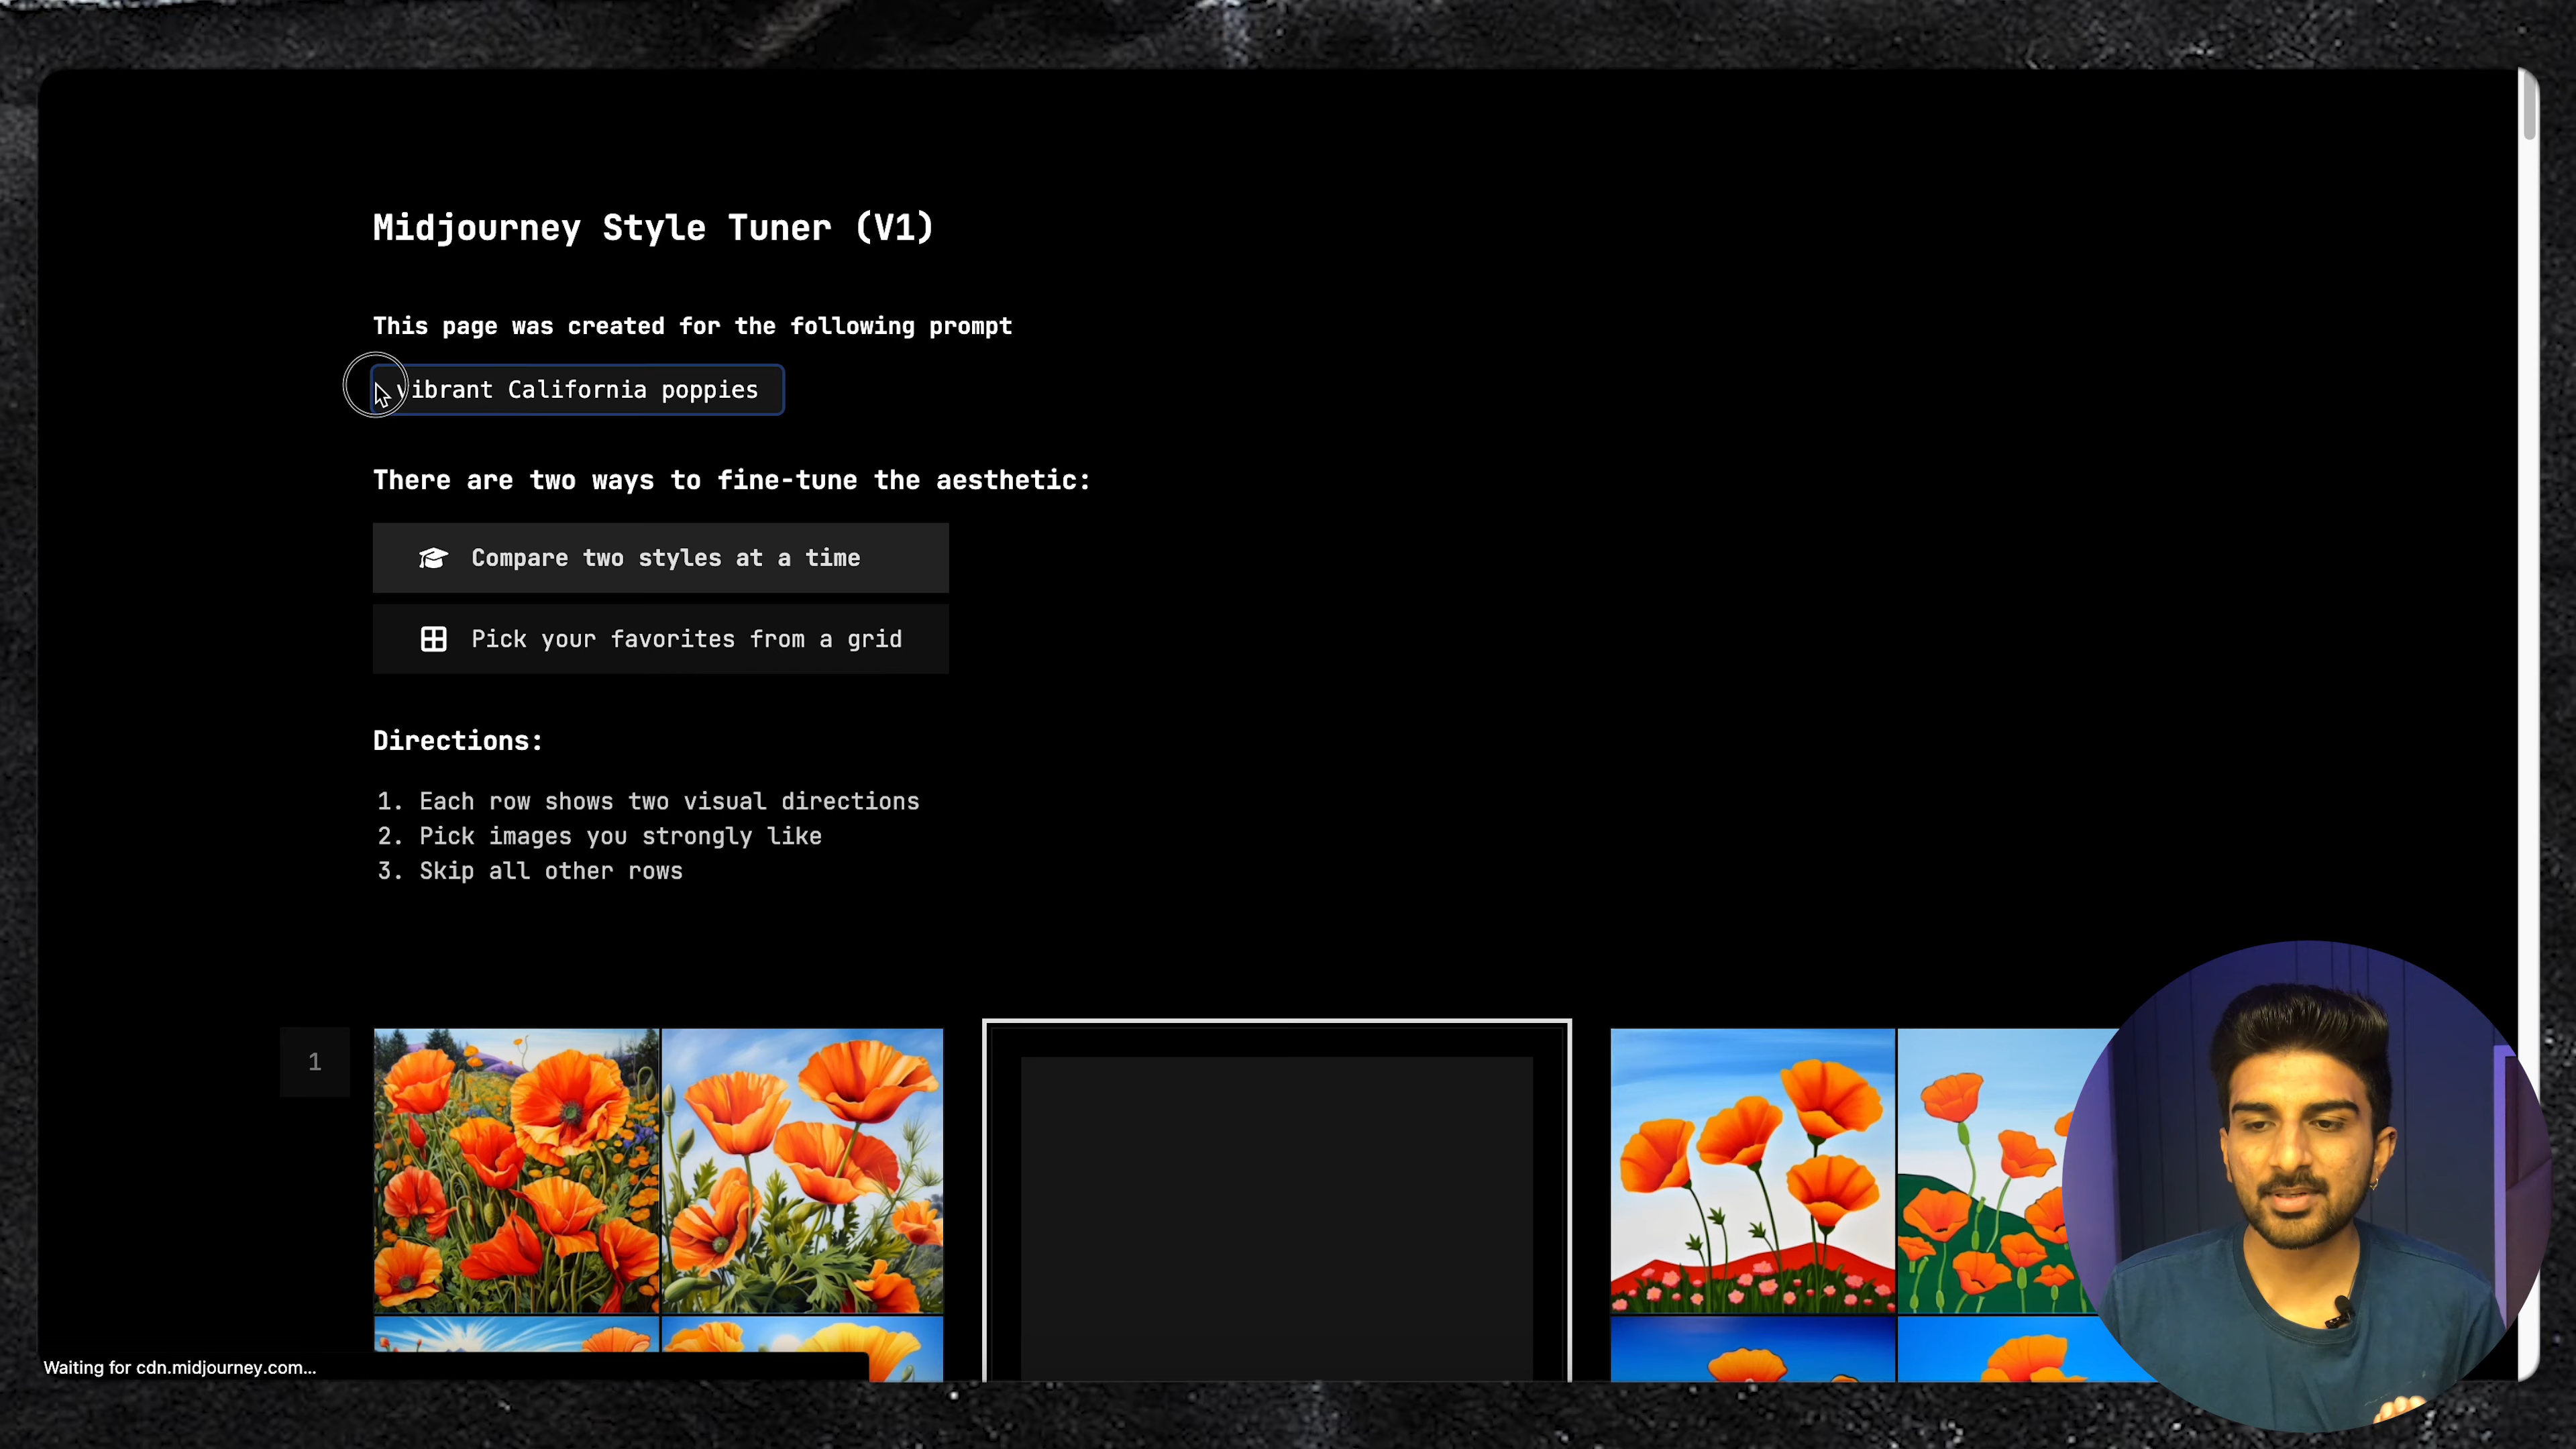 Midjourney Style Tuner (V1)
This page was created for the following prompt
vibrant California poppies
There are two ways to fine-tune the aesthetic:
Compare two styles at a time
Pick your favorites from a grid
Directions:
1. Each row shows two visual directions
2. Pick images you strongly like
3. Skip all other rows
1
Waiting for cdn.midjourney.com...